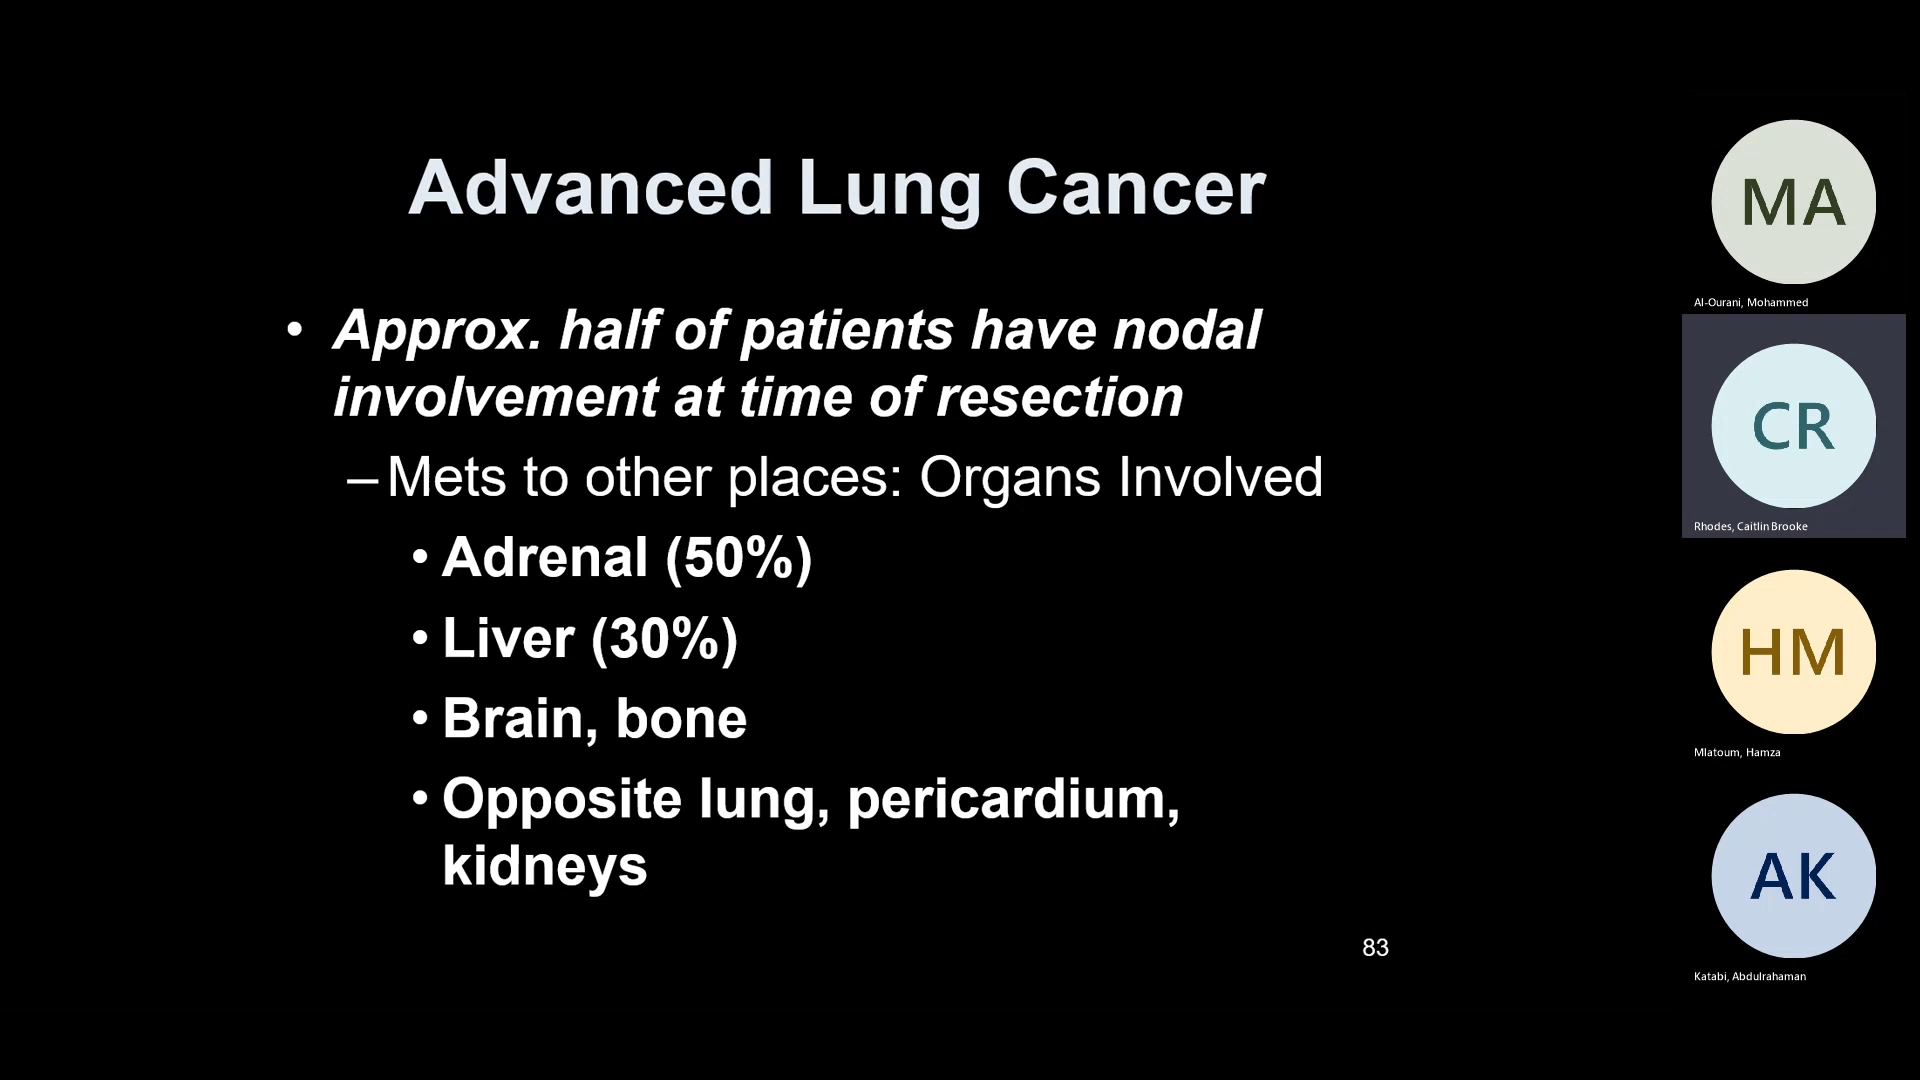 Advanced Lung Cancer
• Approx. half of patients have nodal
involvement at time of resection
– Mets to other places: Organs Involved
• Adrenal (50%)
• Liver (30%)
• Brain, bone
• Opposite lung, pericardium,
kidneys
83
MA
Al-Ourani, Mohammed
CR
Rhodes, Caitlin Brooke
HM
Mlatoum, Hamza
AK
Katabi, Abdulrahaman